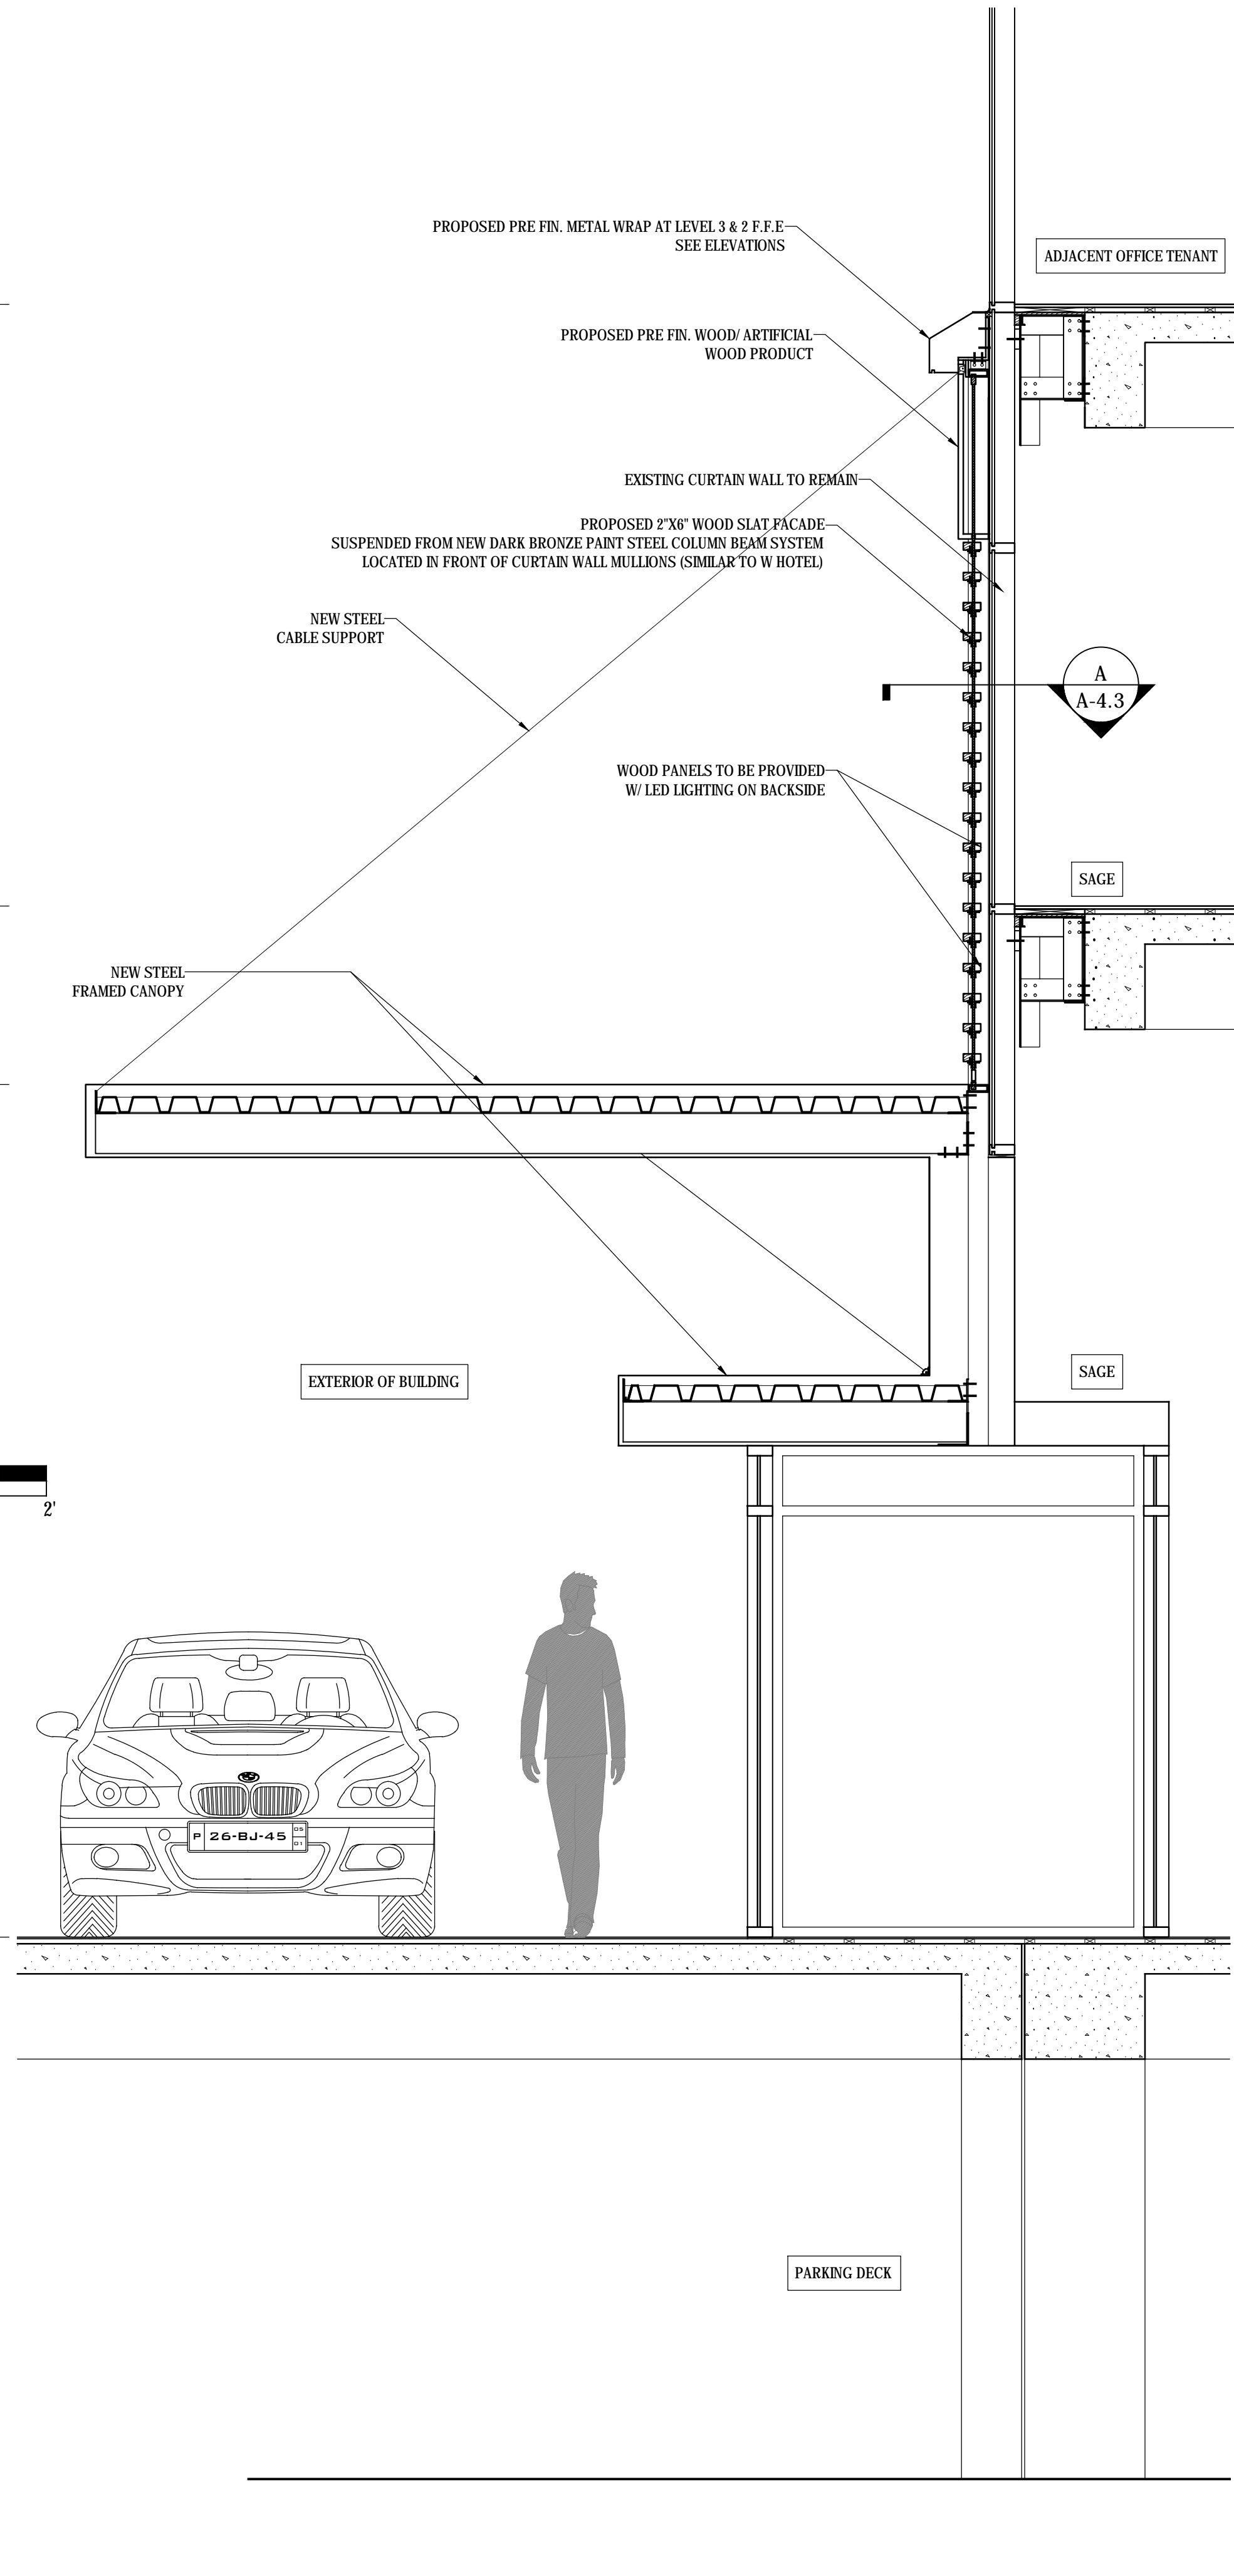 PROPOSED PRE FIN. METAL WRAP AT LEVEL 3 & 2 F.F.E
SEE ELEVATIONS
ADJACENT OFFICE TENANT
PROPOSED PRE FIN. WOOD/ ARTIFICIAL
WOOD PRODUCT
EXISTING CURTAIN WALL TO REMAIN
PROPOSED 2"X6" WOOD SLAT FACADE
SUSPENDED FROM NEW DARK BRONZE PAINT STEEL COLUMN BEAM SYSTEM
LOCATED IN FRONT OF CURTAIN WALL MULLIONS (SIMILAR TO W HOTEL)
NEW STEEL
CABLE SUPPORT
A
A-4.3
WOOD PANELS TO BE PROVIDED
W/ LED LIGHTING ON BACKSIDE
SAGE
NEW STEEL
FRAMED CANOPY
EXTERIOR OF BUILDING
SAGE
2'
P 26-BJ-45 05
01
PARKING DECK